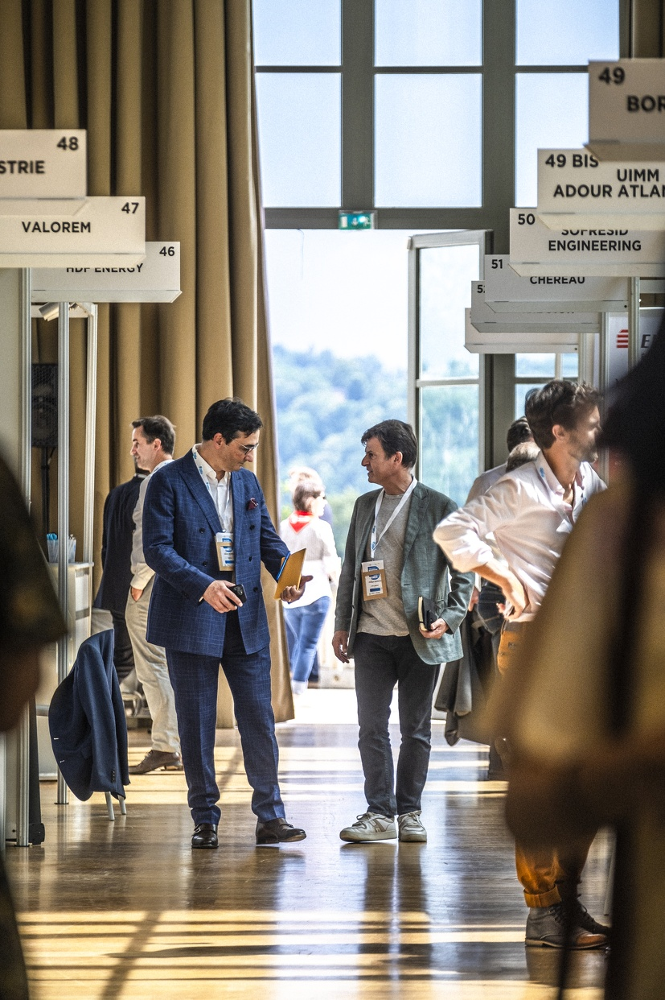 48
STRIE
47
VALOREM
46
HDF ENERGY
49
BOR
49 BIS
UIMM
ADOUR ATLAN
50
SOFRESID
ENGINEERING
51
CHEREAU
E